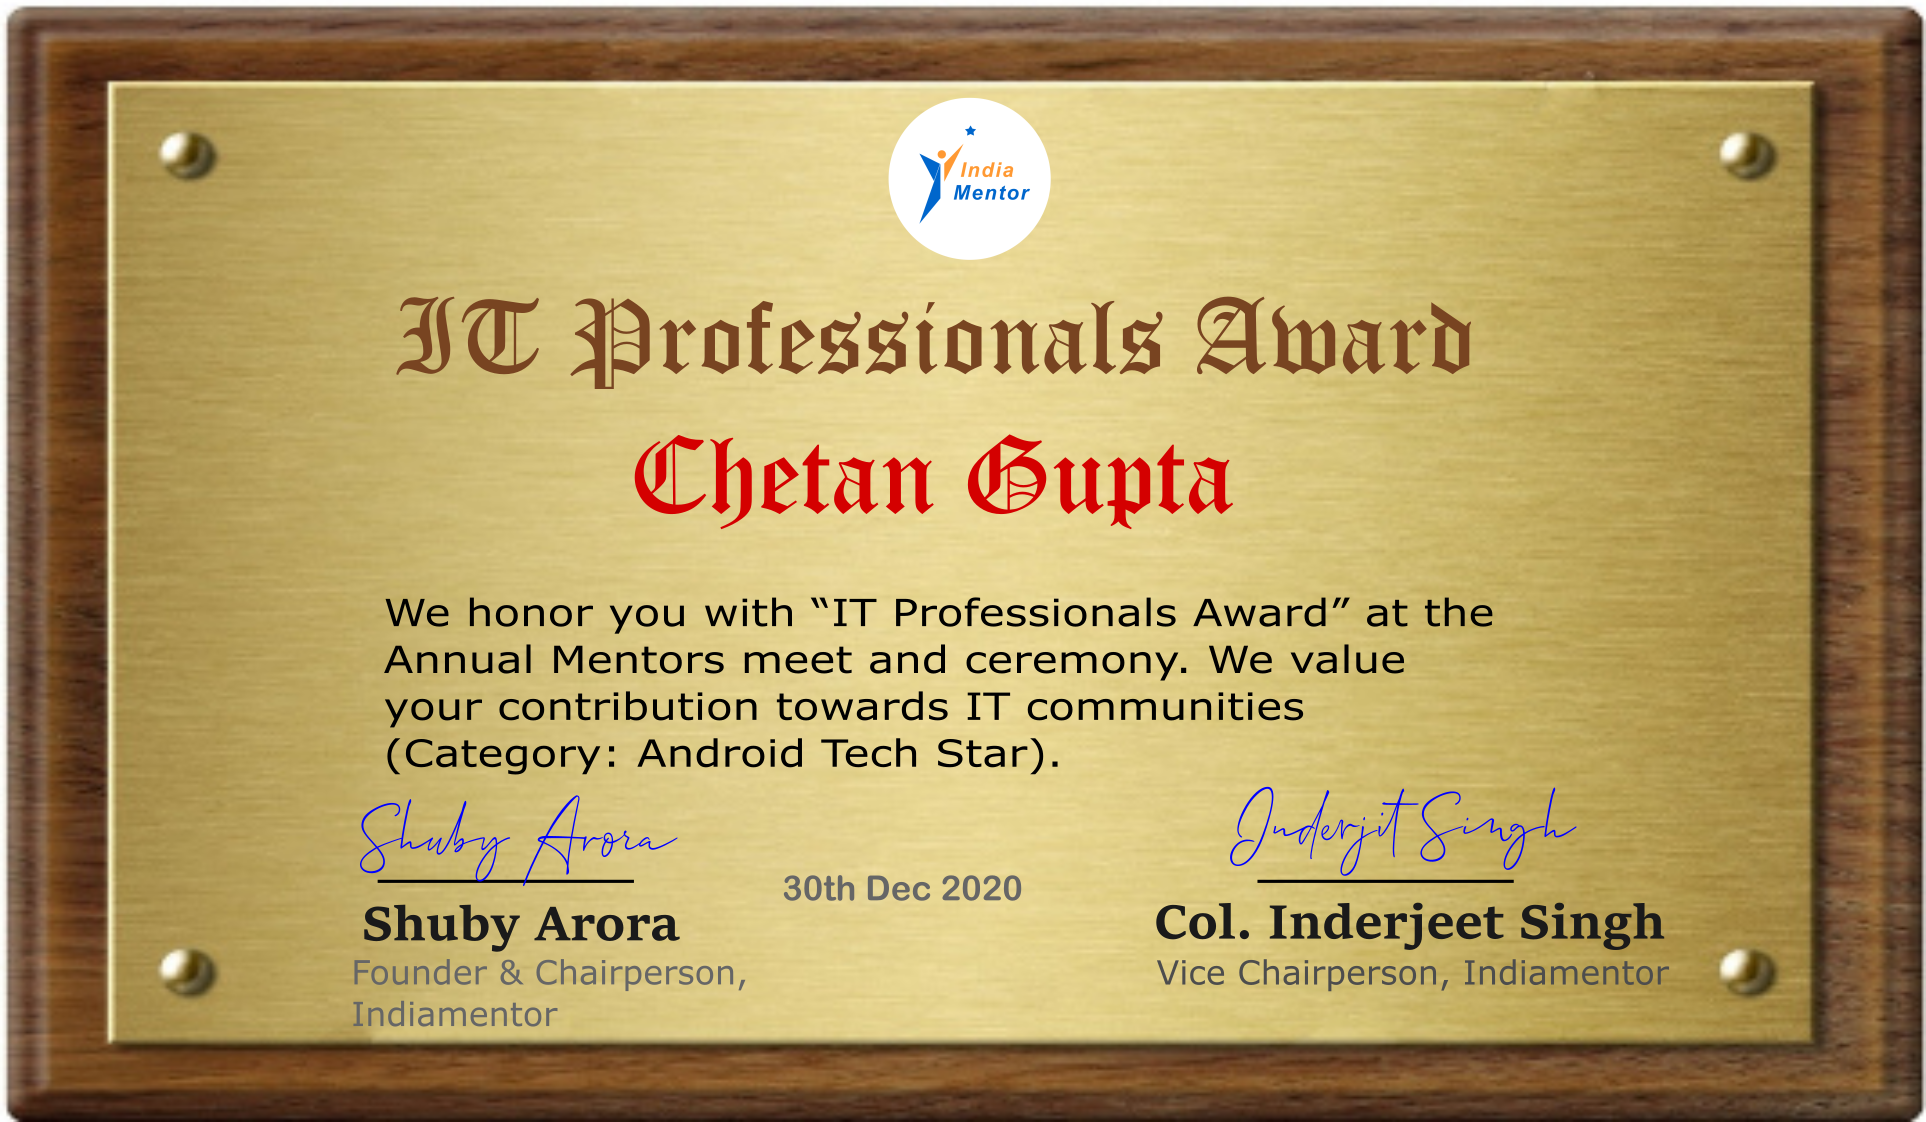 India
Mentor
IT Professionals Award
Chetan Gupta
We honor you with “IT Professionals Award” at the
Annual Mentors meet and ceremony. We value
your contribution towards IT communities
(Category: Android Tech Star).
Shuby Arora
Inderjit Singh
30th Dec 2020
Shuby Arora
Founder & Chairperson,
Indiamentor
Col. Inderjeet Singh
Vice Chairperson, Indiamentor